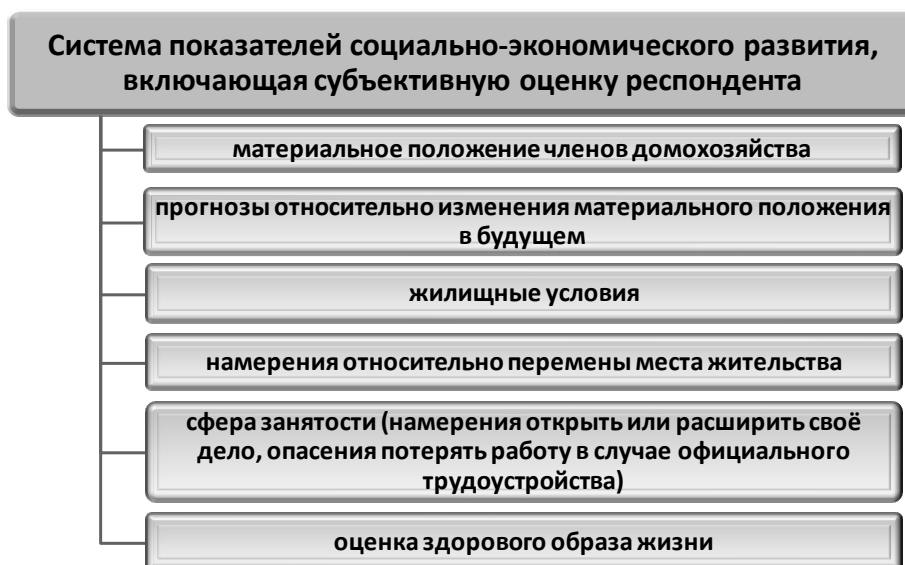 Система показателей социально-экономического развития,
включающая субъективную оценку респондента
материальное положение членов домохозяйства
прогнозы относительно изменения материального положения
в будущем
жилищные условия
намерения относительно перемены места жительства
сфера занятости (намерения открыть или расширить своё
дело, опасения потерять работу в случае официального
трудоустройства)
оценка здорового образа жизни